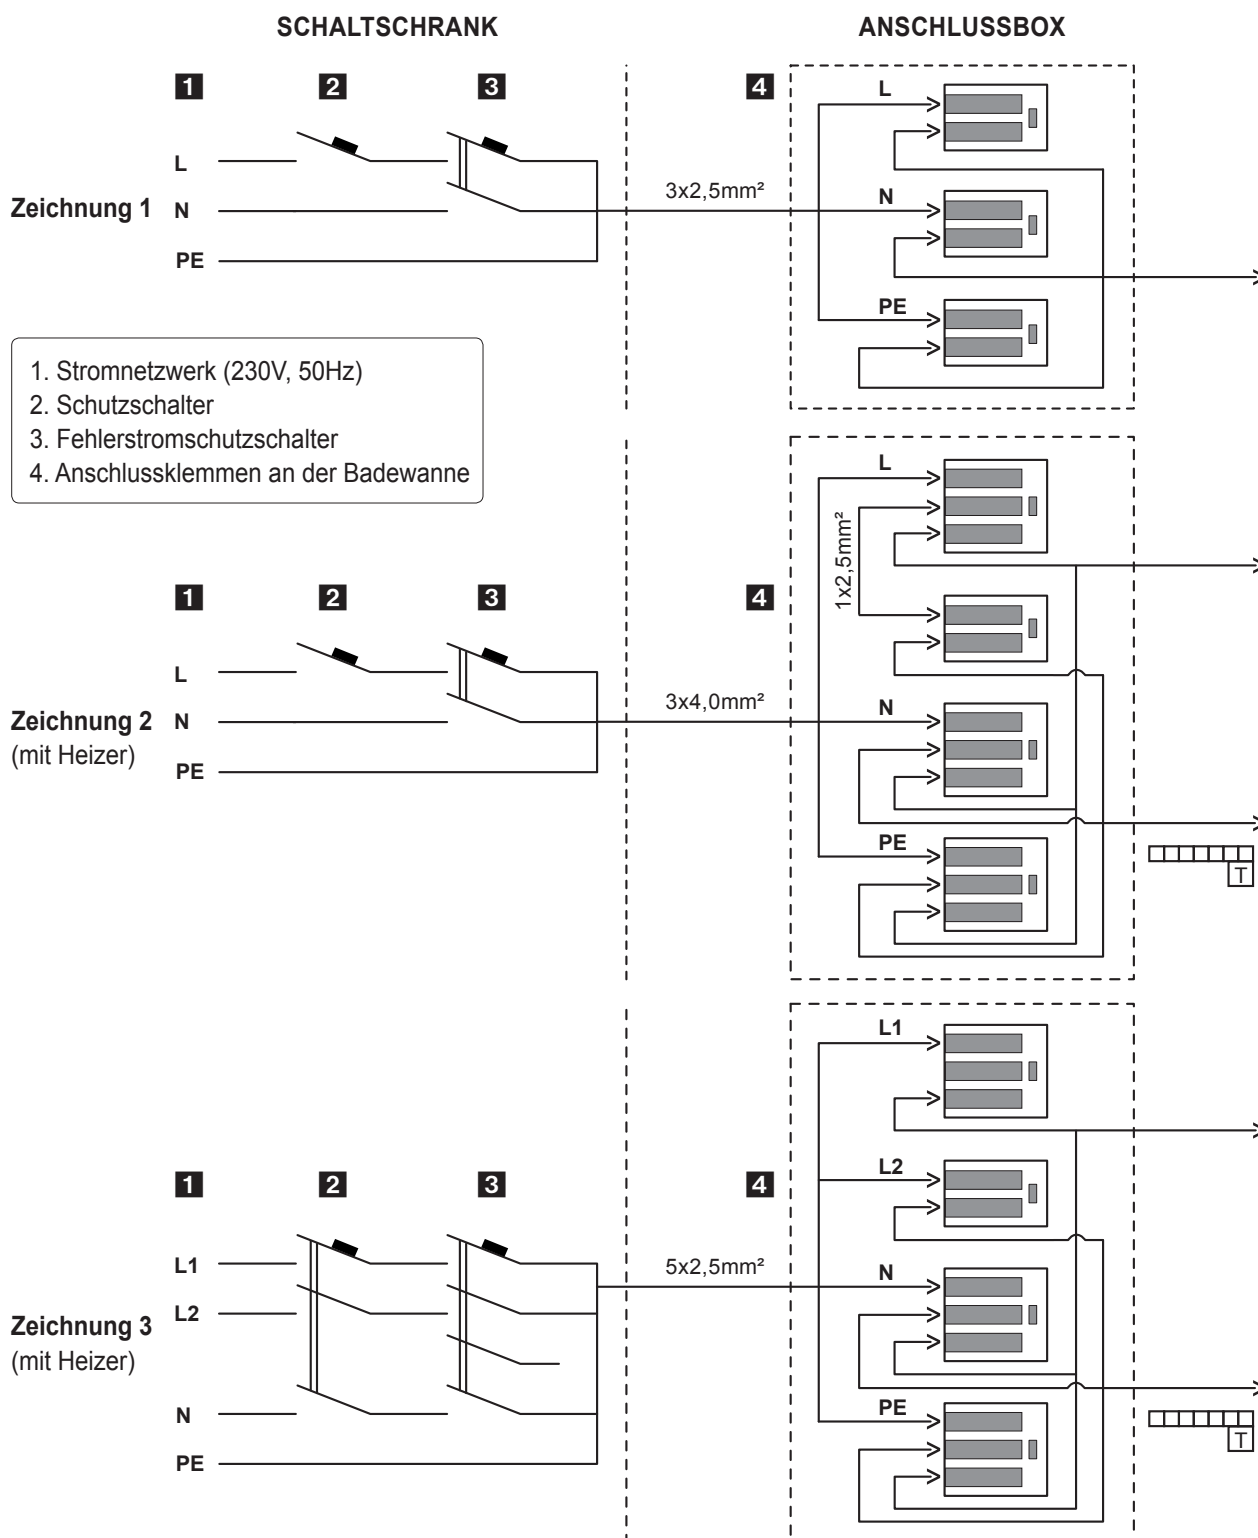 SCHALTSCHRANK
ANSCHLUSSBOX
1 2 3 4
L
N
PE
Zeichnung 1
3x2,5mm²
L
N
PE
1. Stromnetzwerk (230V, 50Hz)
2. Schutzschalter
3. Fehlerstromschutzschalter
4. Anschlussklemmen an der Badewanne
1 2 3 4
L
N
PE
Zeichnung 2
(mit Heizer)
3x4,0mm²
L
1x2,5mm²
N
PE
T
1 2 3 4
L1
L2
N
PE
Zeichnung 3
(mit Heizer)
5x2,5mm²
L1
L2
N
PE
T